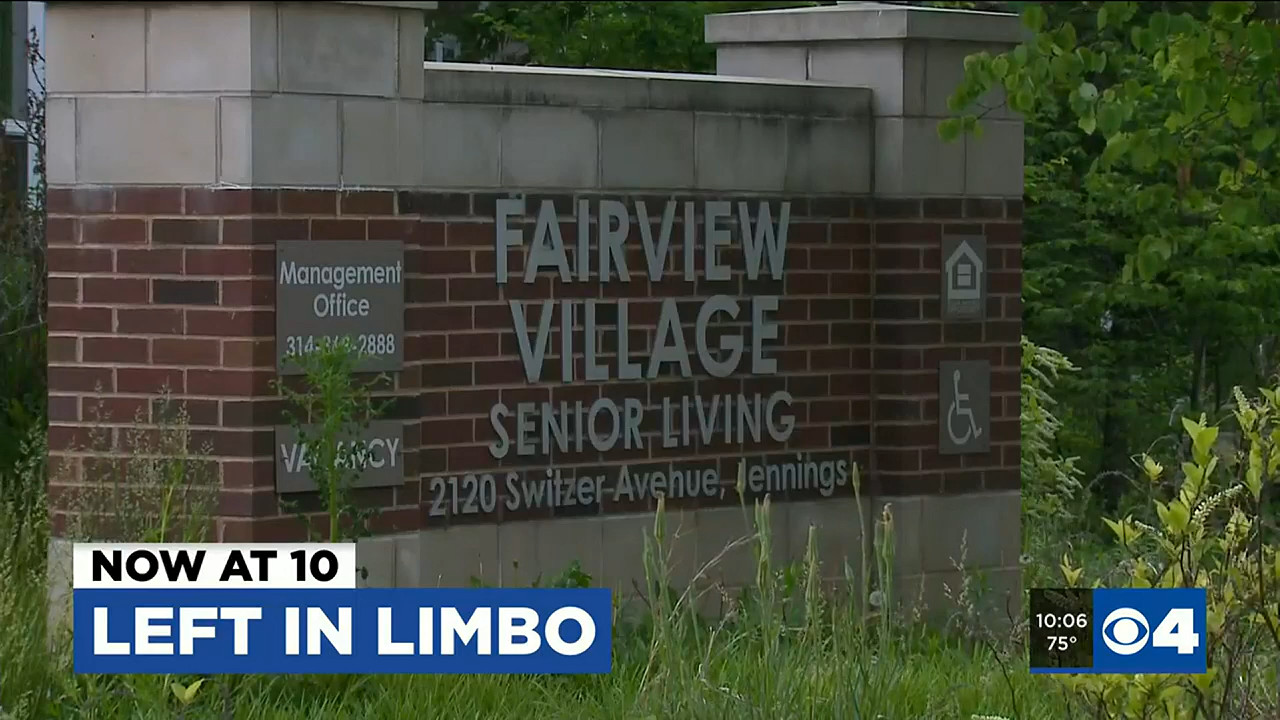 Management
Office
VACANCY
FAIRVIEW
VILLAGE
SENIOR LIVING
2120 Switzer Avenue, Jennings
NOW AT 10
LEFT IN LIMBO
10:06
75°
4